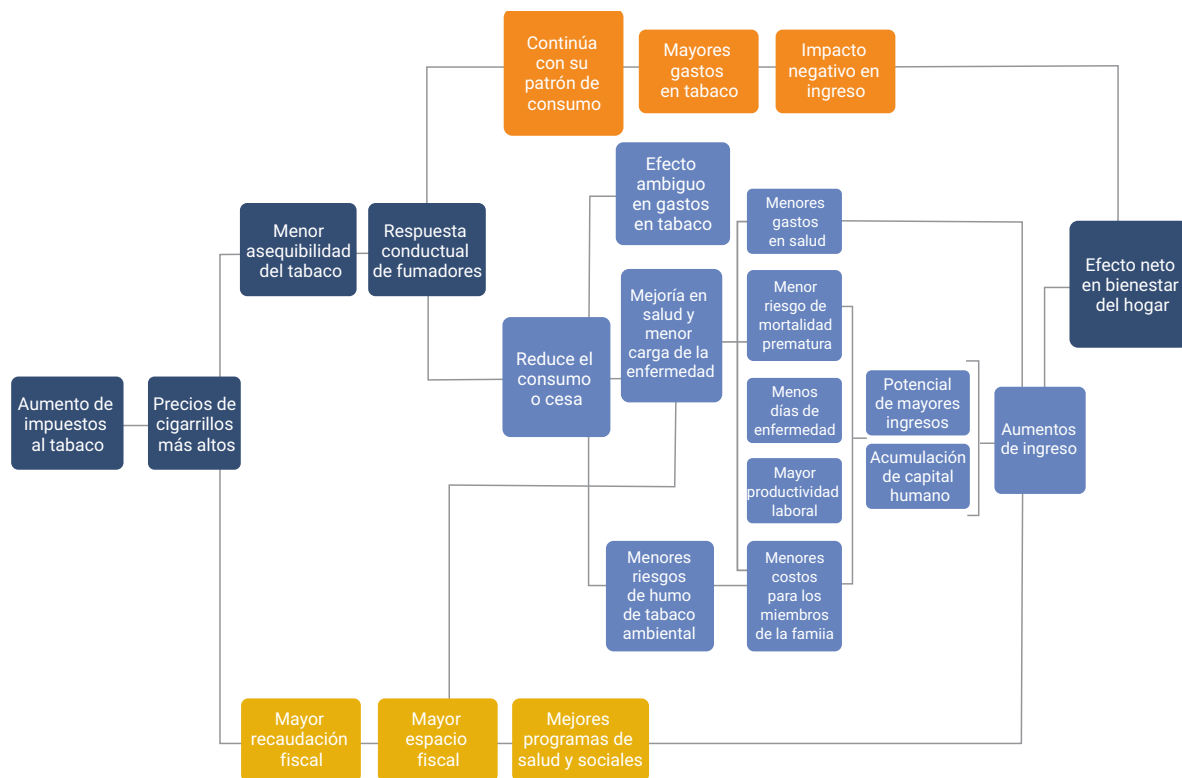 Continúa
con su
patrón de
consumo
Mayores
gastos
en tabaco
Impacto
negativo en
ingreso
Efecto
ambiguo
en gastos
en tabaco
Menores
gastos
en salud
Menor
asequibilidad
del tabaco
Respuesta
conductual
de fumadores
Efecto neto
en bienestar
del hogar
Mejoría en
salud y
menor
carga de la
enfermedad
Menor
riesgo de
mortalidad
prematura
Reduce el
consumo
o cesa
Aumento de
impuestos
al tabaco
Precios de
cigarrillos
más altos
Menos
días de
enfermedad
Potencial
de mayores
ingresos
Aumentos
de ingreso
Acumulación
de capital
humano
Mayor
productividad
laboral
Menores
riesgos
de humo
de tabaco
ambiental
Menores
costos
para los
miembros
de la famiia
Mayor
recaudación
fiscal
Mayor
espacio
fiscal
Mejores
programas de
salud y sociales